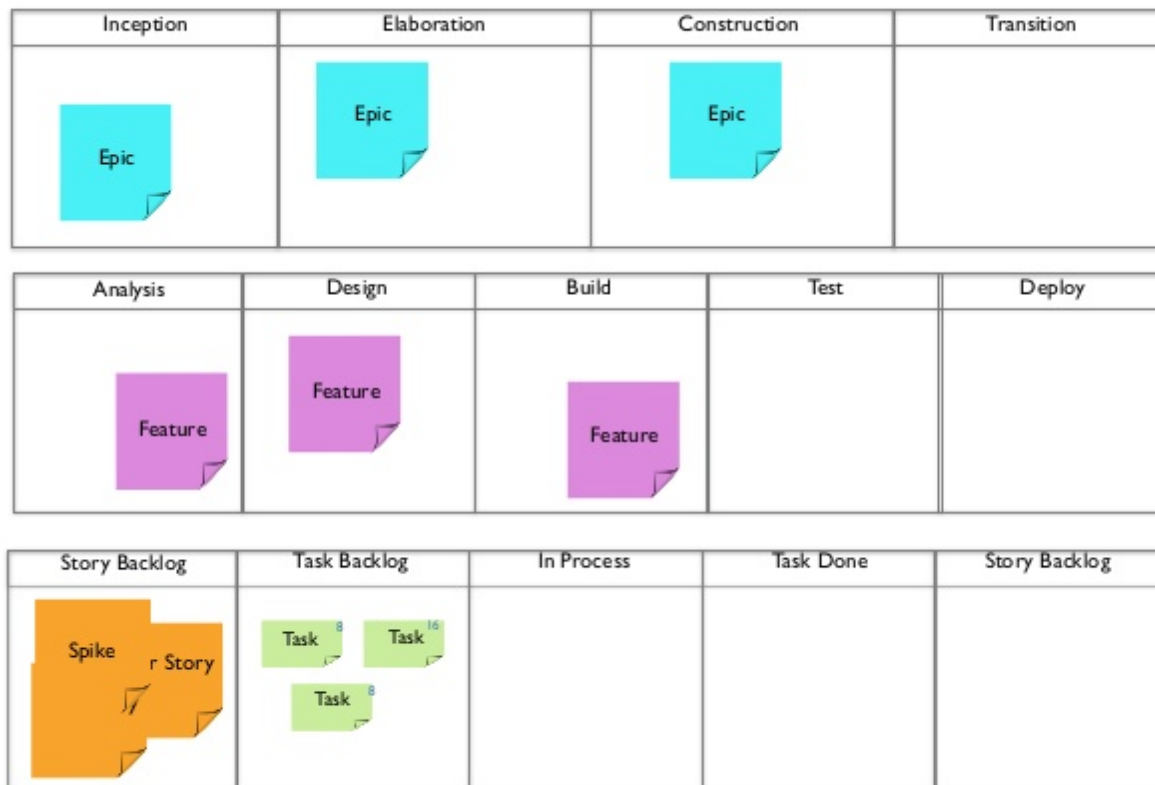 Inception Elaboration Construction Transition
Epic Epic Epic
Analysis Design Build Test Deploy
Feature Feature Feature
Story Backlog Task Backlog In Process Task Done Story Backlog
Spike r Story Task 8 Task 16
Task 8